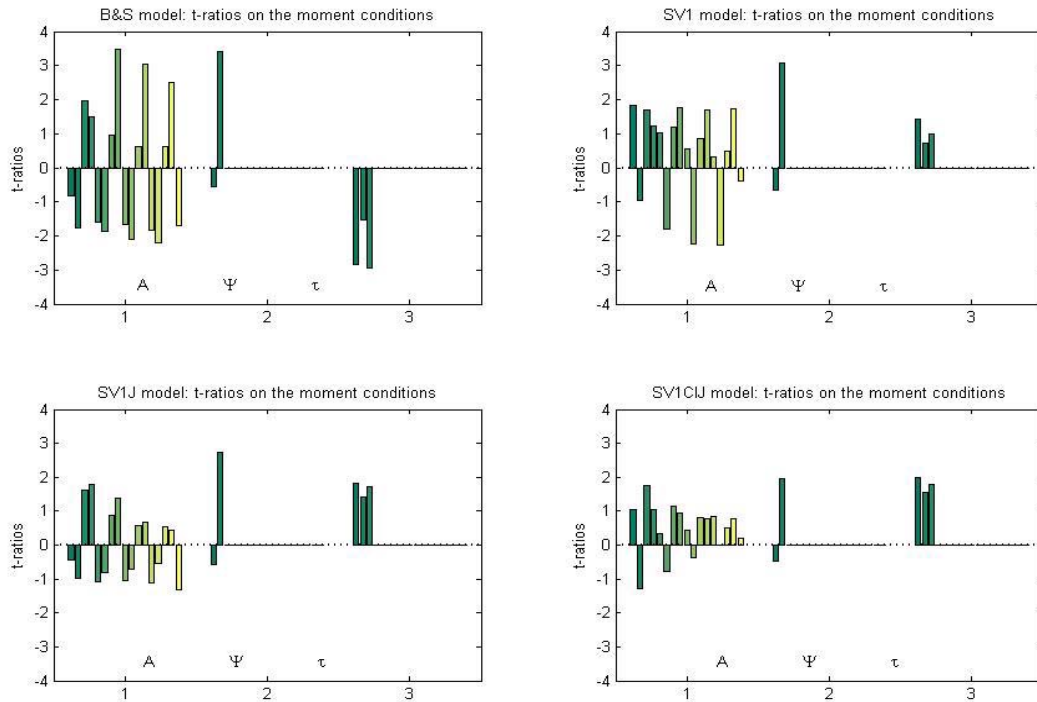 B&S model: t-ratios on the moment conditions
4
3
2
1
0
-1
-2
-3
-4
t-ratios
A Ψ τ
1 2 3
SV1 model: t-ratios on the moment conditions
4
3
2
1
0
-1
-2
-3
-4
t-ratios
A Ψ τ
1 2 3
SV1J model: t-ratios on the moment conditions
4
3
2
1
0
-1
-2
-3
-4
t-ratios
A Ψ τ
1 2 3
SV1CIJ model: t-ratios on the moment conditions
4
3
2
1
0
-1
-2
-3
-4
t-ratios
A Ψ τ
1 2 3